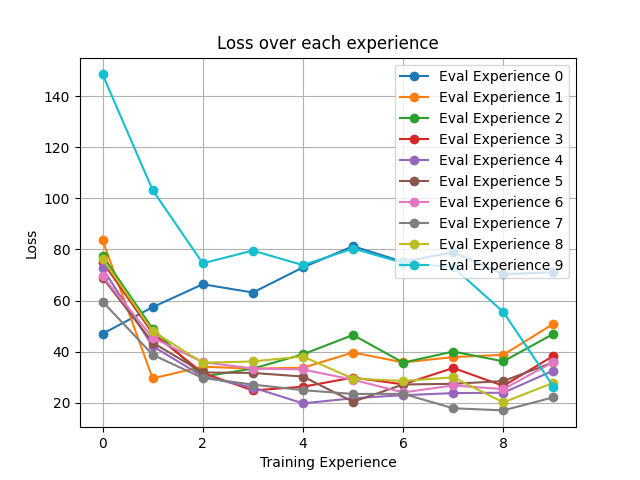 Loss over each experience
140
120
100
80
60
40
20
Loss
0
2
4
6
8
Training Experience
Eval Experience 0
Eval Experience 1
Eval Experience 2
Eval Experience 3
Eval Experience 4
Eval Experience 5
Eval Experience 6
Eval Experience 7
Eval Experience 8
Eval Experience 9